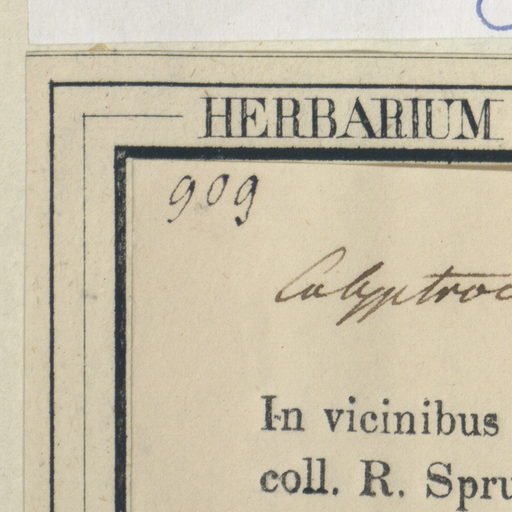 HERBARIUM
909
Calyptroc
In vicinibus
coll. R. Spru